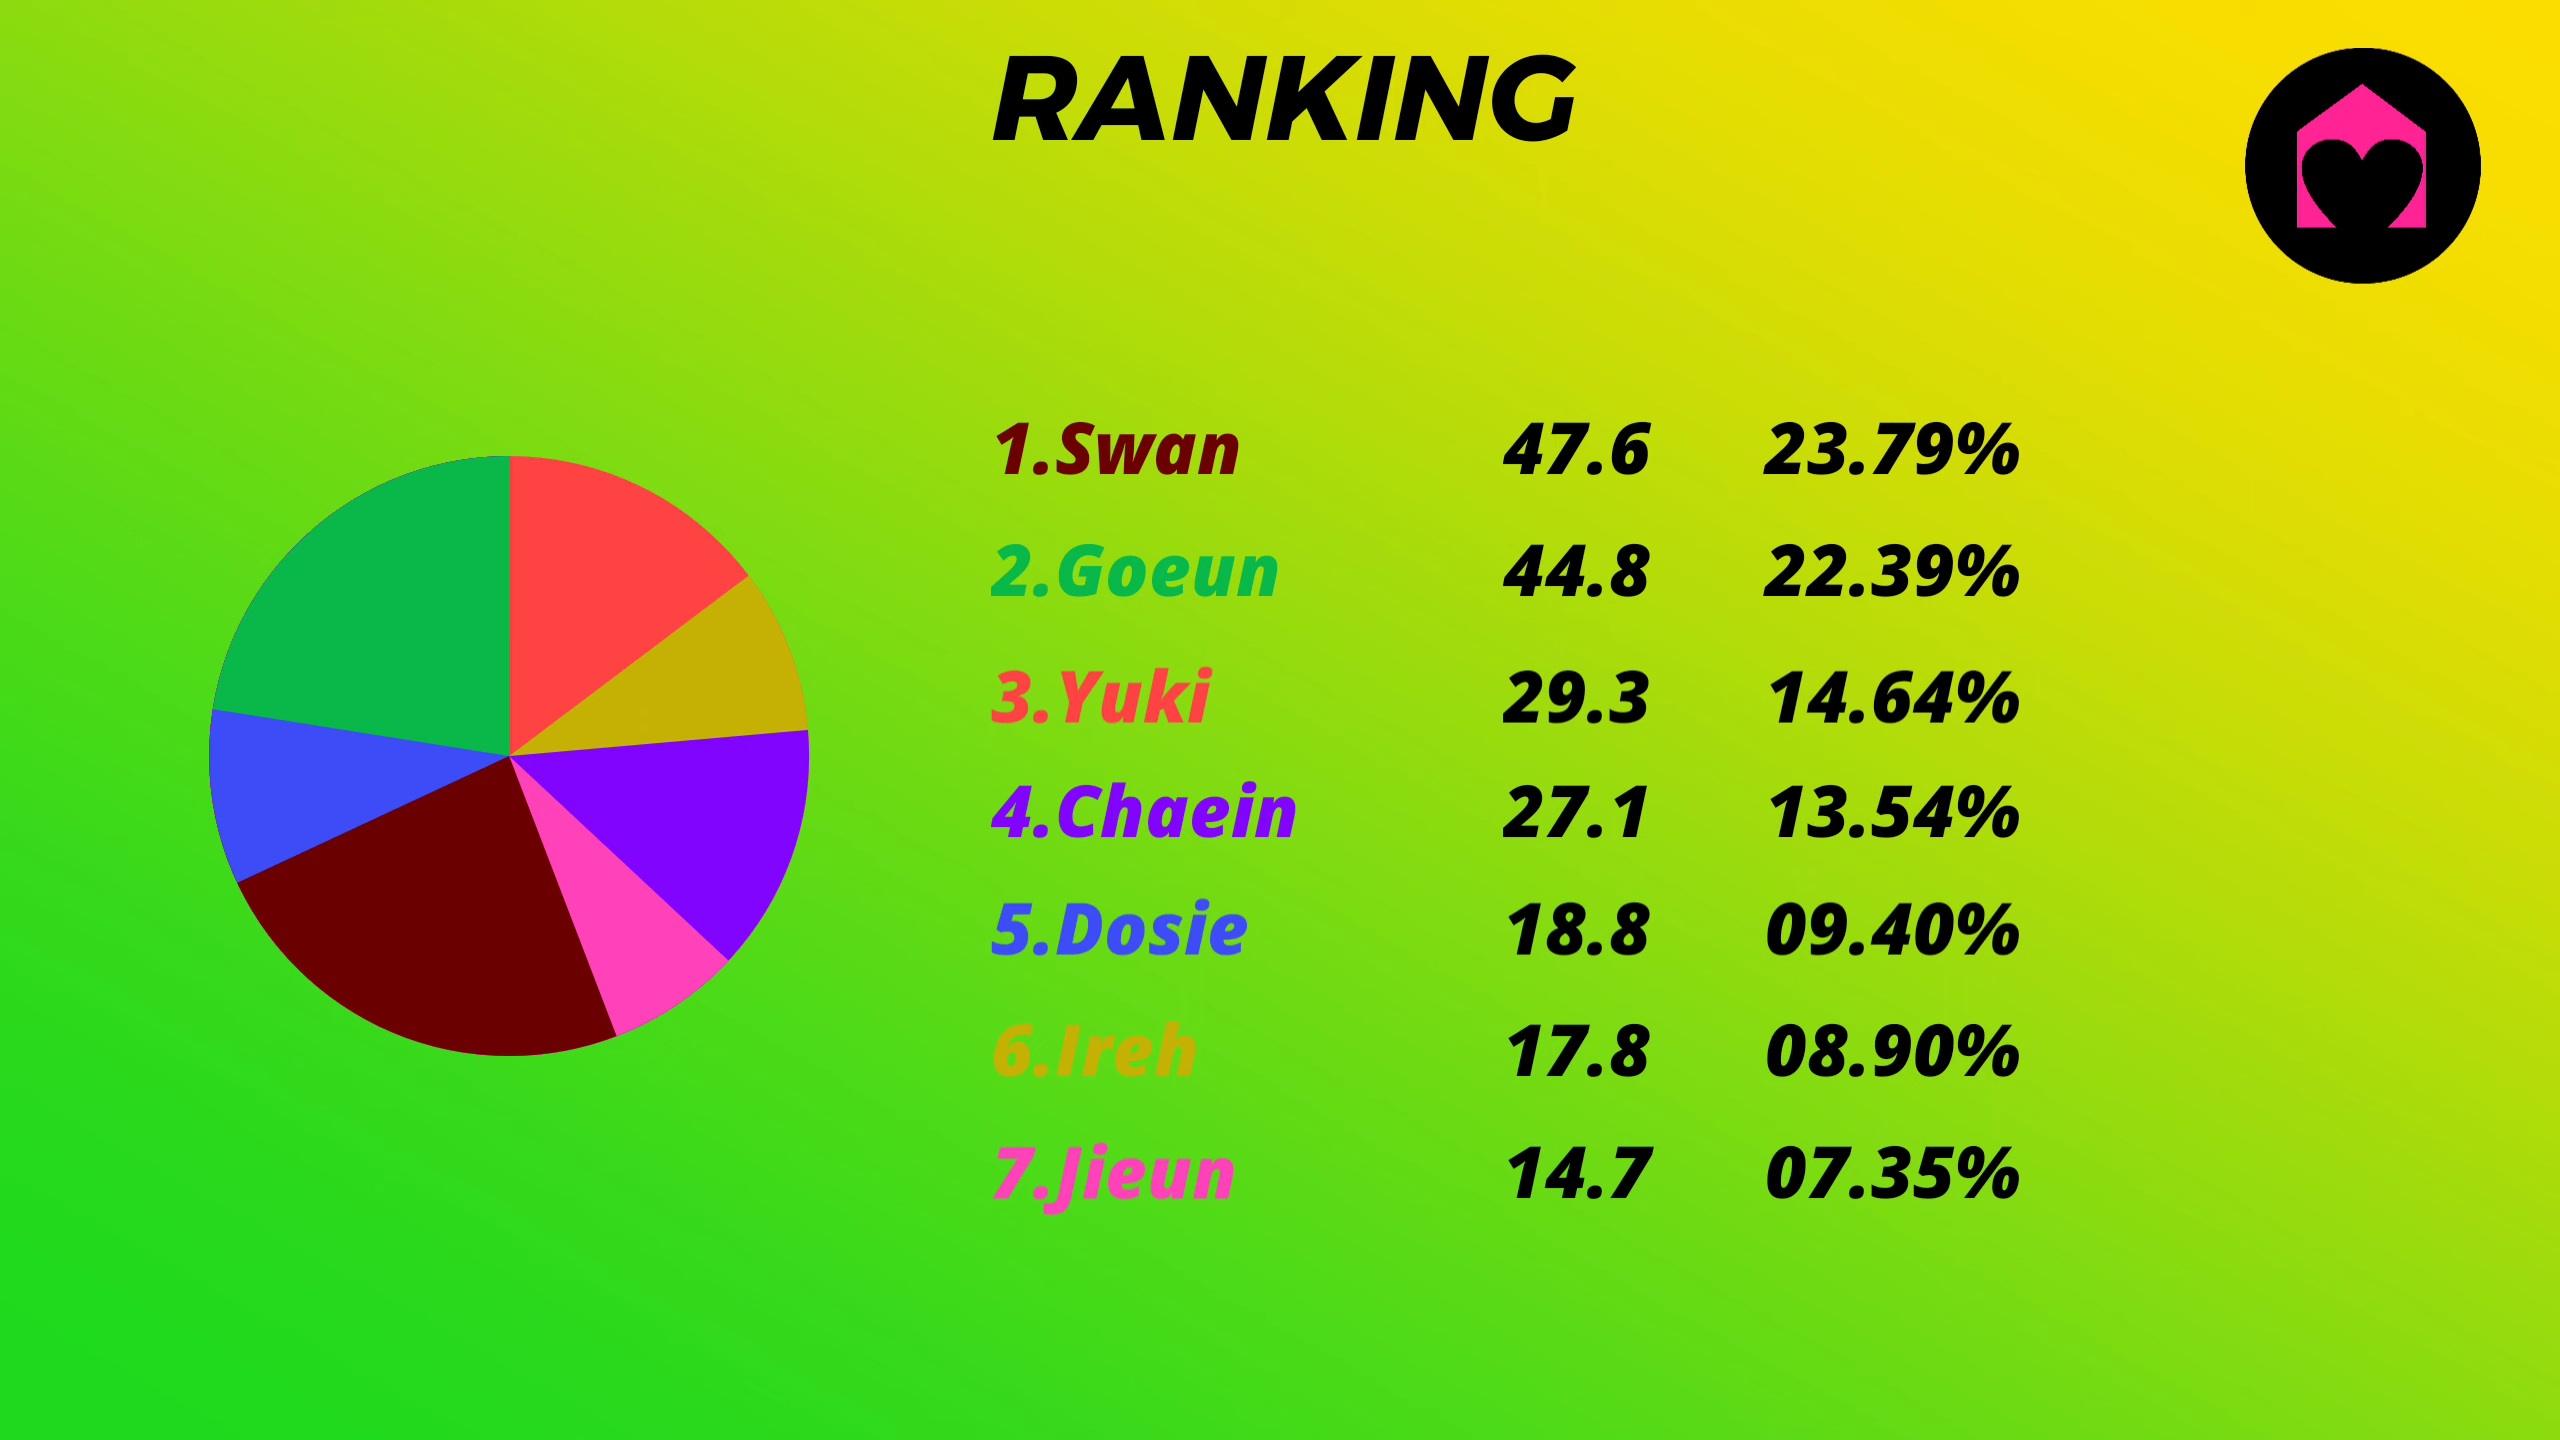 RANKING
1.Swan 47.6 23.79%
2.Goeun 44.8 22.39%
3.Yuki 29.3 14.64%
4.Chaein 27.1 13.54%
5.Dosie 18.8 09.40%
6.Ireh 17.8 08.90%
7.Jieun 14.7 07.35%